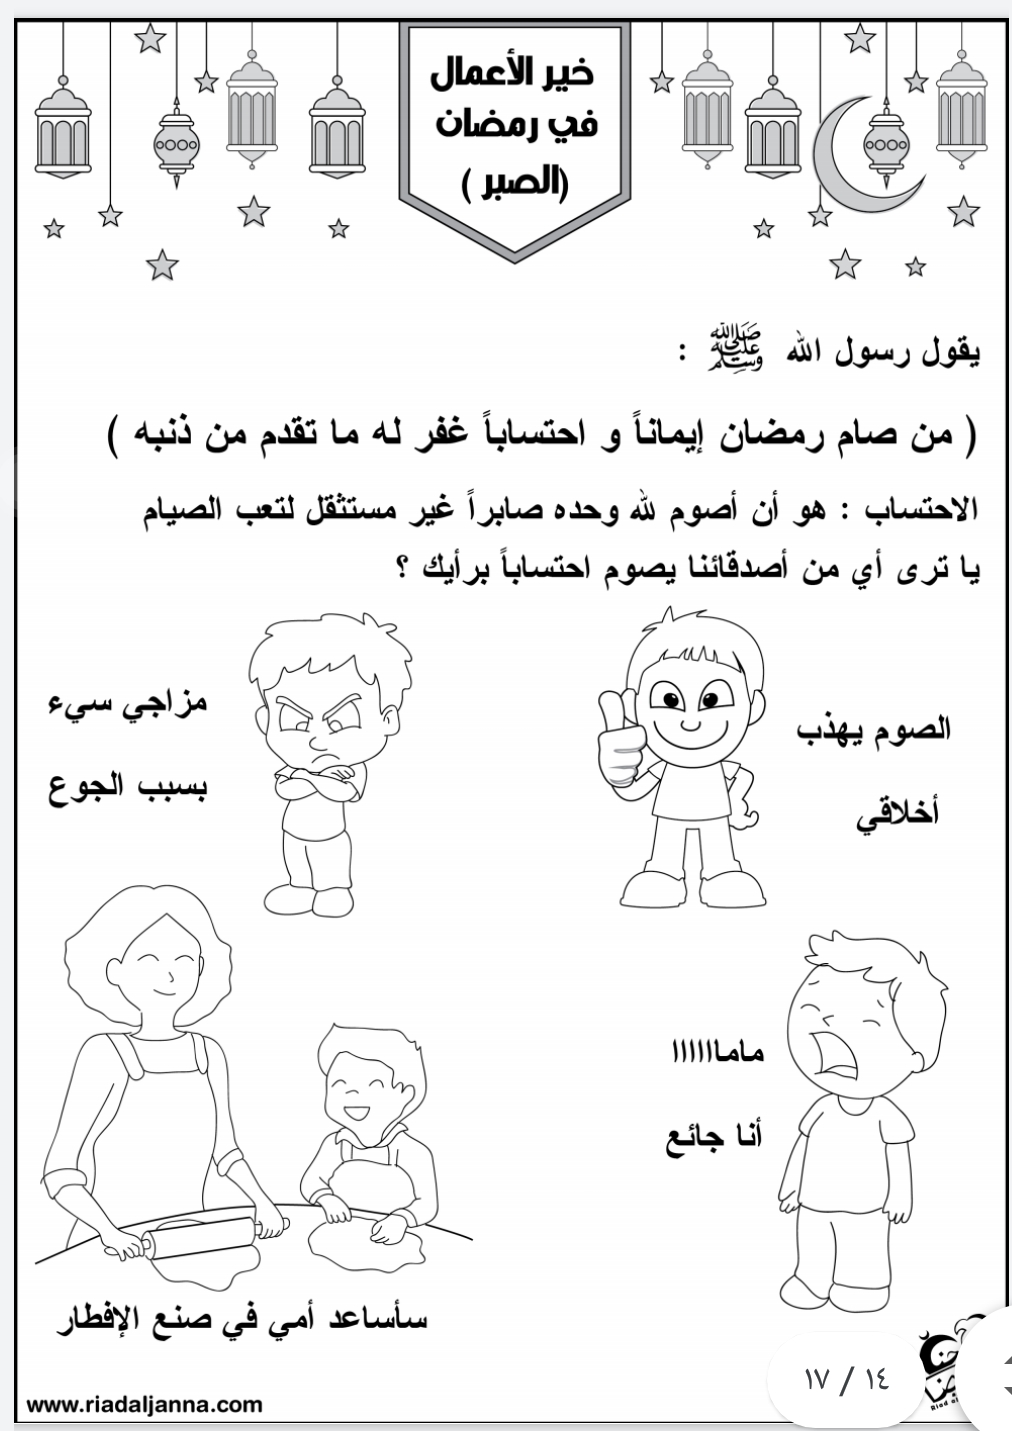 خير الأعمال
في رمضان
(الصبر )
يقول رسول الله ﷺ :
( من صام رمضان إيماناً و احتساباً غفر له ما تقدم من ذنبه )
الاحتساب : هو أن أصوم لله وحده صابراً غير مستثقل لتعب الصيام
يا ترى أي من أصدقائنا يصوم احتساباً برأيك ؟
الصوم يهذب
أخلاقي
مزاجي سيء
بسبب الجوع
ماماااااا
أنا جائع
سأساعد أمي في صنع الإفطار
١٤ / ١٧
www.riadaljanna.com